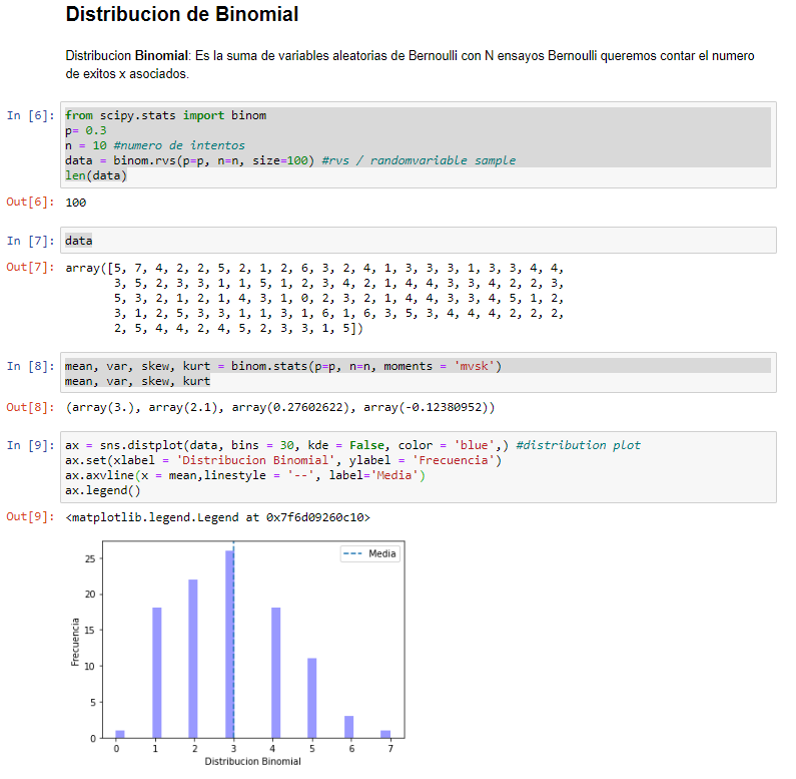 Distribucion de Binomial
Distribucion Binomial: Es la suma de variables aleatorias de Bernoulli con N ensayos Bernoulli queremos contar el numero
de exitos x asociados.
In [6]: from scipy.stats import binom
p= 0.3
n = 10 #numero de intentos
data = binom.rvs(p=p, n=n, size=100) #rvs / randomvariable sample
len(data)
Out[6]: 100
In [7]: data
Out[7]: array([5, 7, 4, 2, 2, 5, 2, 1, 2, 6, 3, 2, 4, 1, 3, 3, 3, 1, 3, 3, 4, 4,
3, 5, 2, 3, 3, 1, 1, 5, 1, 2, 3, 4, 2, 1, 4, 4, 3, 3, 4, 2, 2, 3,
5, 3, 2, 1, 2, 1, 4, 3, 1, 0, 2, 3, 2, 1, 4, 4, 3, 3, 4, 5, 1, 2,
3, 1, 2, 5, 3, 3, 1, 1, 3, 1, 6, 1, 6, 3, 5, 3, 4, 4, 4, 2, 2, 2,
2, 5, 4, 4, 2, 4, 5, 2, 3, 3, 1, 5])
In [8]: mean, var, skew, kurt = binom.stats(p=p, n=n, moments = 'mvsk')
mean, var, skew, kurt
Out[8]: (array(3.), array(2.1), array(0.27602622), array(-0.12380952))
In [9]: ax = sns.distplot(data, bins = 30, kde = False, color = 'blue',) #distribution plot
ax.set(xlabel = 'Distribucion Binomial', ylabel = 'Frecuencia')
ax.axvline(x = mean,linestyle = '--', label='Media')
ax.legend()
Out[9]: <matplotlib.legend.Legend at 0x7f6d09260c10>
Media
25
20
15
10
5
0
Frecuencia
0 1 2 3 4 5 6 7
Distribucion Binomial